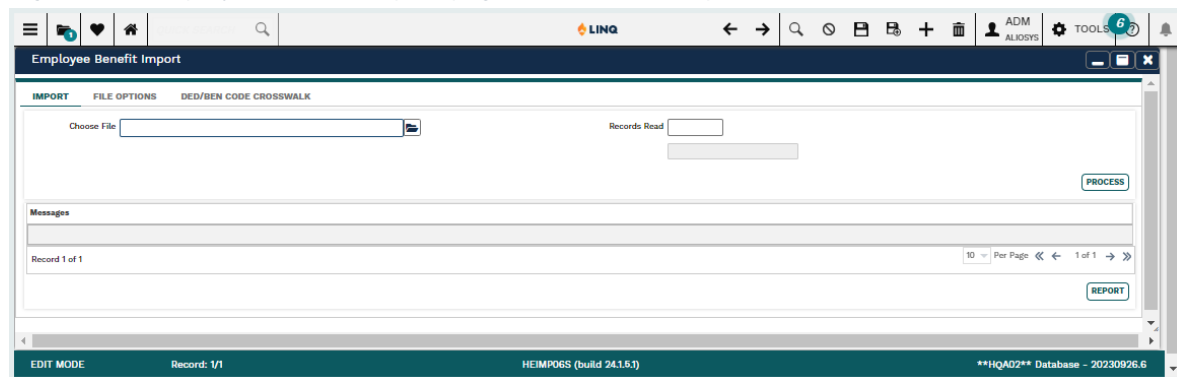 1
LINQ
ADM
ALIOSYS
TOOLS
6
Employee Benefit Import
IMPORT FILE OPTIONS DED/BEN CODE CROSSWALK
Choose File Records Read
PROCESS
Messages
Record 1 of 1 10 Per Page 1 of 1
REPORT
EDIT MODE Record: 1/1 HEIMP06S (build 24.1.5.1) **HQA02** Database - 20230926.6